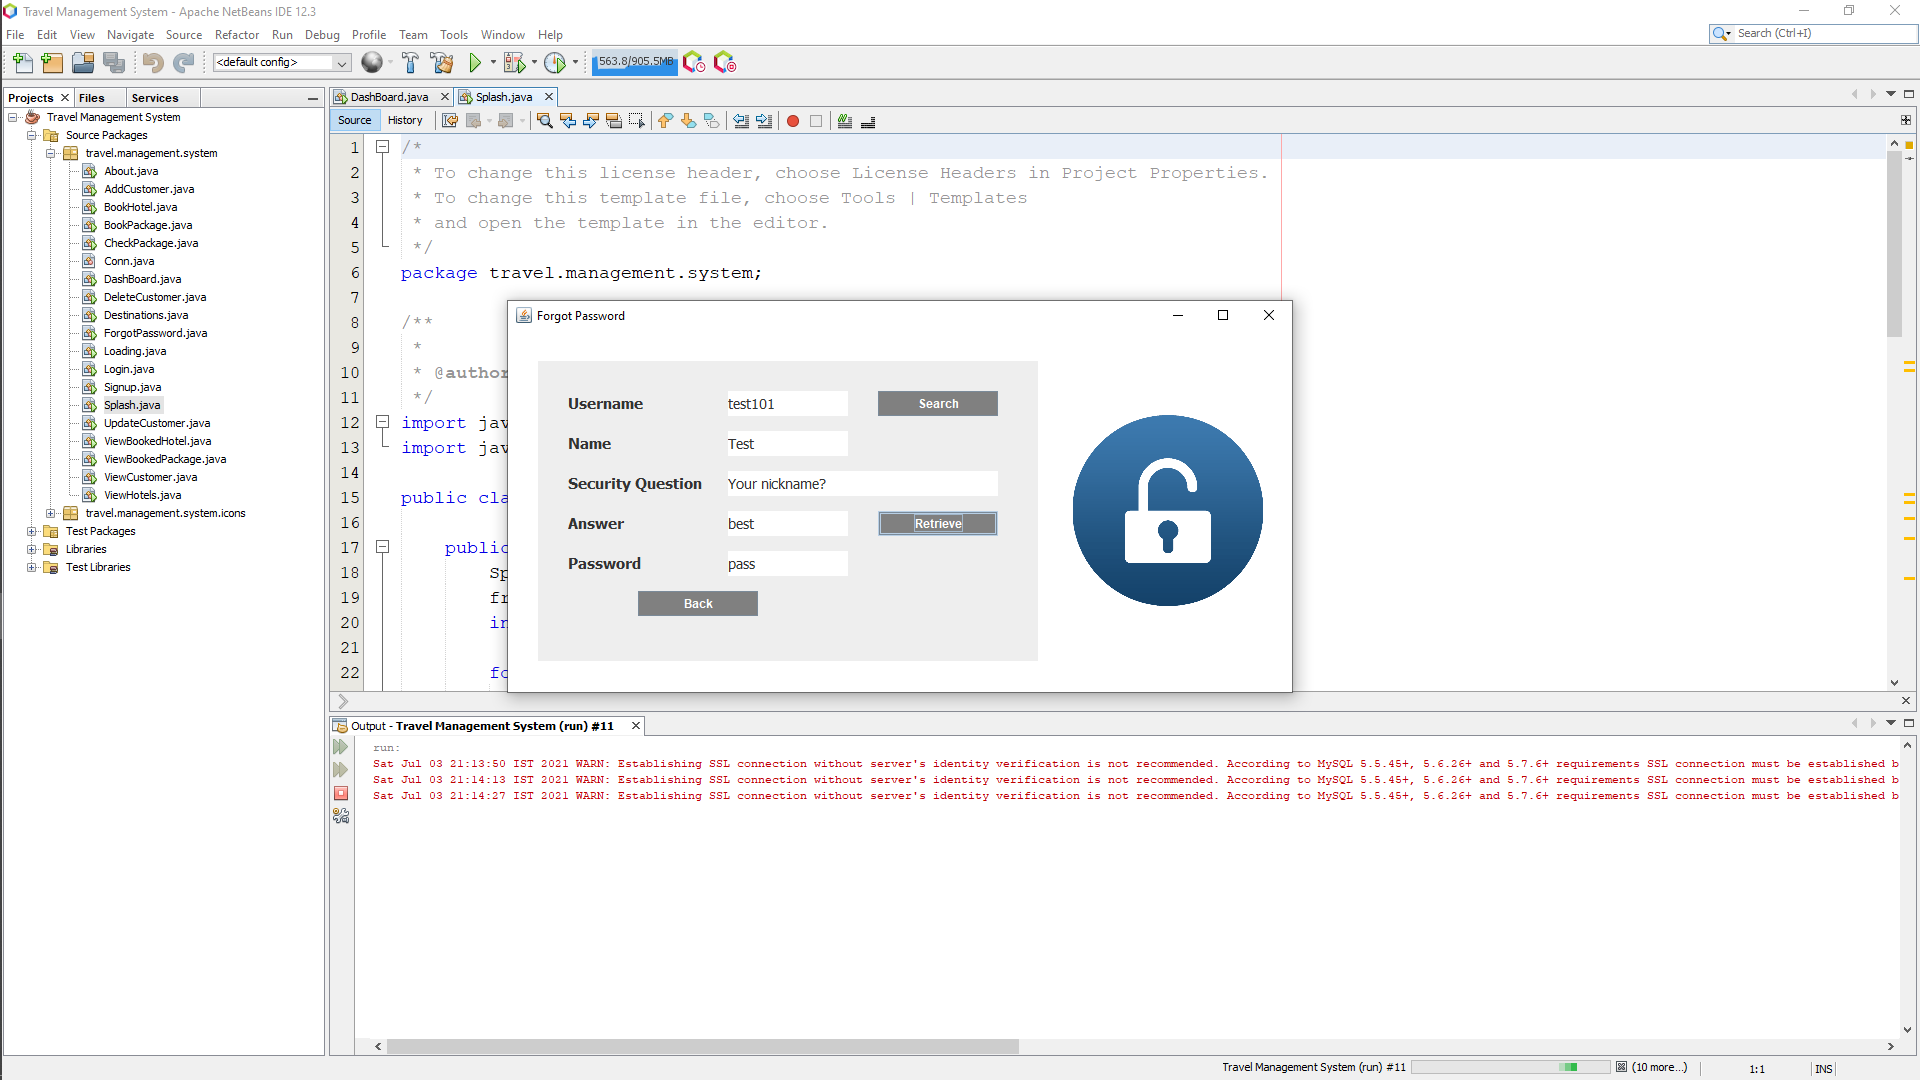 Travel Management System - Apache NetBeans IDE 12.3
File Edit View Navigate Source Refactor Run Debug Profile Team Tools Window Help
Search (Ctrl+I)
<default config>
563.8/905.5MB
Projects Files Services
DashBoard.java Splash.java
Source History
Travel Management System
Source Packages
travel.management.system
About.java
AddCustomer.java
BookHotel.java
BookPackage.java
CheckPackage.java
Conn.java
DashBoard.java
DeleteCustomer.java
Destinations.java
ForgotPassword.java
Loading.java
Login.java
Signup.java
Splash.java
UpdateCustomer.java
ViewBookedHotel.java
ViewBookedPackage.java
ViewCustomer.java
ViewHotels.java
travel.management.system.icons
Test Packages
Libraries
Test Libraries
1 /*
2 * To change this license header, choose License Headers in Project Properties.
3 * To change this template file, choose Tools | Templates
4 * and open the template in the editor.
5 */
6 package travel.management.system;
7
8 /**
9 *
10 * @author
11 */
12 import jav
13 import jav
14
15 public cla
16
17 public
18 Sp
19 fr
20 in
21
22 fo
Forgot Password
Username test101 Search
Name Test
Security Question Your nickname?
Answer best Retrieve
Password pass
Back
Output - Travel Management System (run) #11
run:
Sat Jul 03 21:13:50 IST 2021 WARN: Establishing SSL connection without server's identity verification is not recommended. According to MySQL 5.5.45+, 5.6.26+ and 5.7.6+ requirements SSL connection must be established b
Sat Jul 03 21:14:13 IST 2021 WARN: Establishing SSL connection without server's identity verification is not recommended. According to MySQL 5.5.45+, 5.6.26+ and 5.7.6+ requirements SSL connection must be established b
Sat Jul 03 21:14:27 IST 2021 WARN: Establishing SSL connection without server's identity verification is not recommended. According to MySQL 5.5.45+, 5.6.26+ and 5.7.6+ requirements SSL connection must be established b
Travel Management System (run) #11 (10 more...) 1:1 INS